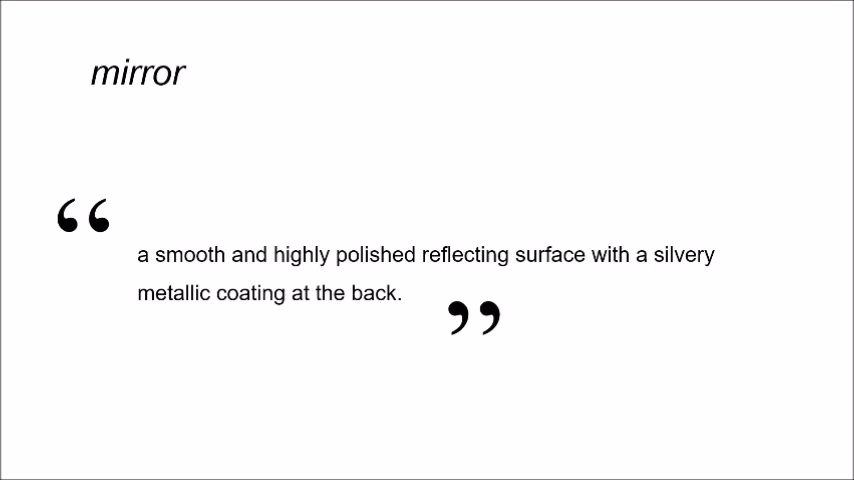 mirror
“ a smooth and highly polished reflecting surface with a silvery
metallic coating at the back. ”